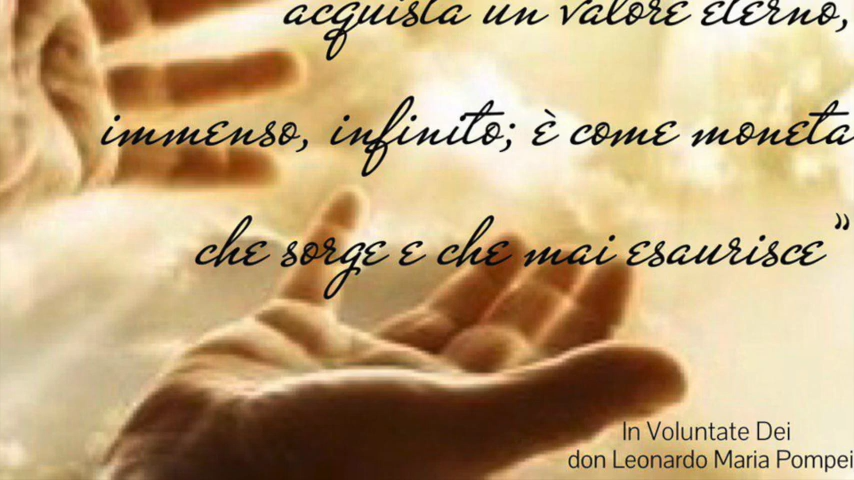 acquista un valore eterno,
immenso, infinito; è come moneta
che sorge e che mai esaurisce”
In Voluntate Dei
don Leonardo Maria Pompei